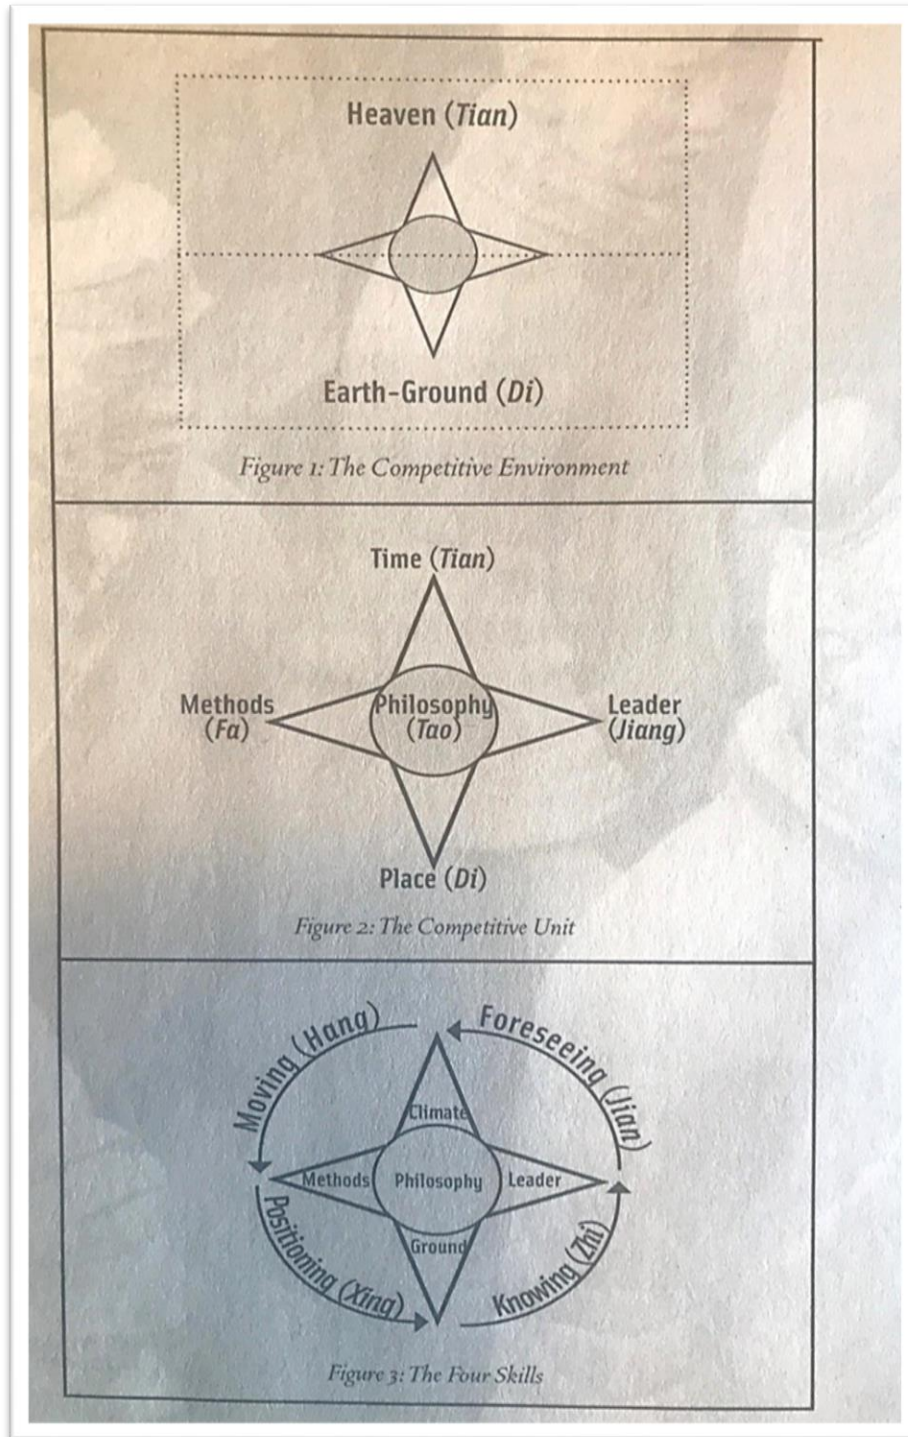 Heaven (Tian)
Earth-Ground (Di)
Figure 1: The Competitive Environment
Time (Tian)
Methods
(Fa)
Philosophy
(Tao)
Leader
(Jiang)
Place (Di)
Figure 2: The Competitive Unit
Moving (Hang)
Foreseeing (Jian)
Climate
Methods
Philosophy
Leader
Ground
Positioning (Xing)
Knowing (Zhi)
Figure 3: The Four Skills